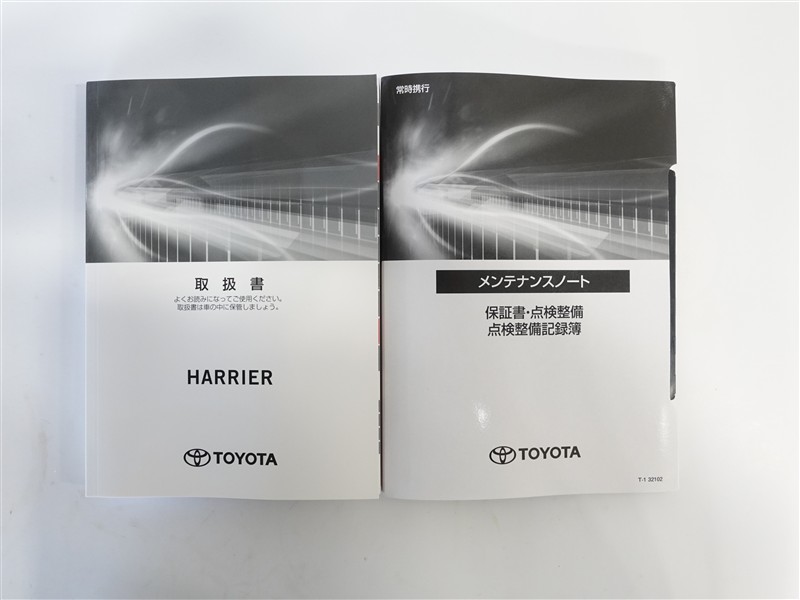 取扱書
よくお読みになってご使用ください。
取扱書は車の中に保管しましょう。
HARRIER
TOYOTA
常時携行
メンテナンスノート
保証書・点検整備
点検整備記録簿
TOYOTA
T-1 32102